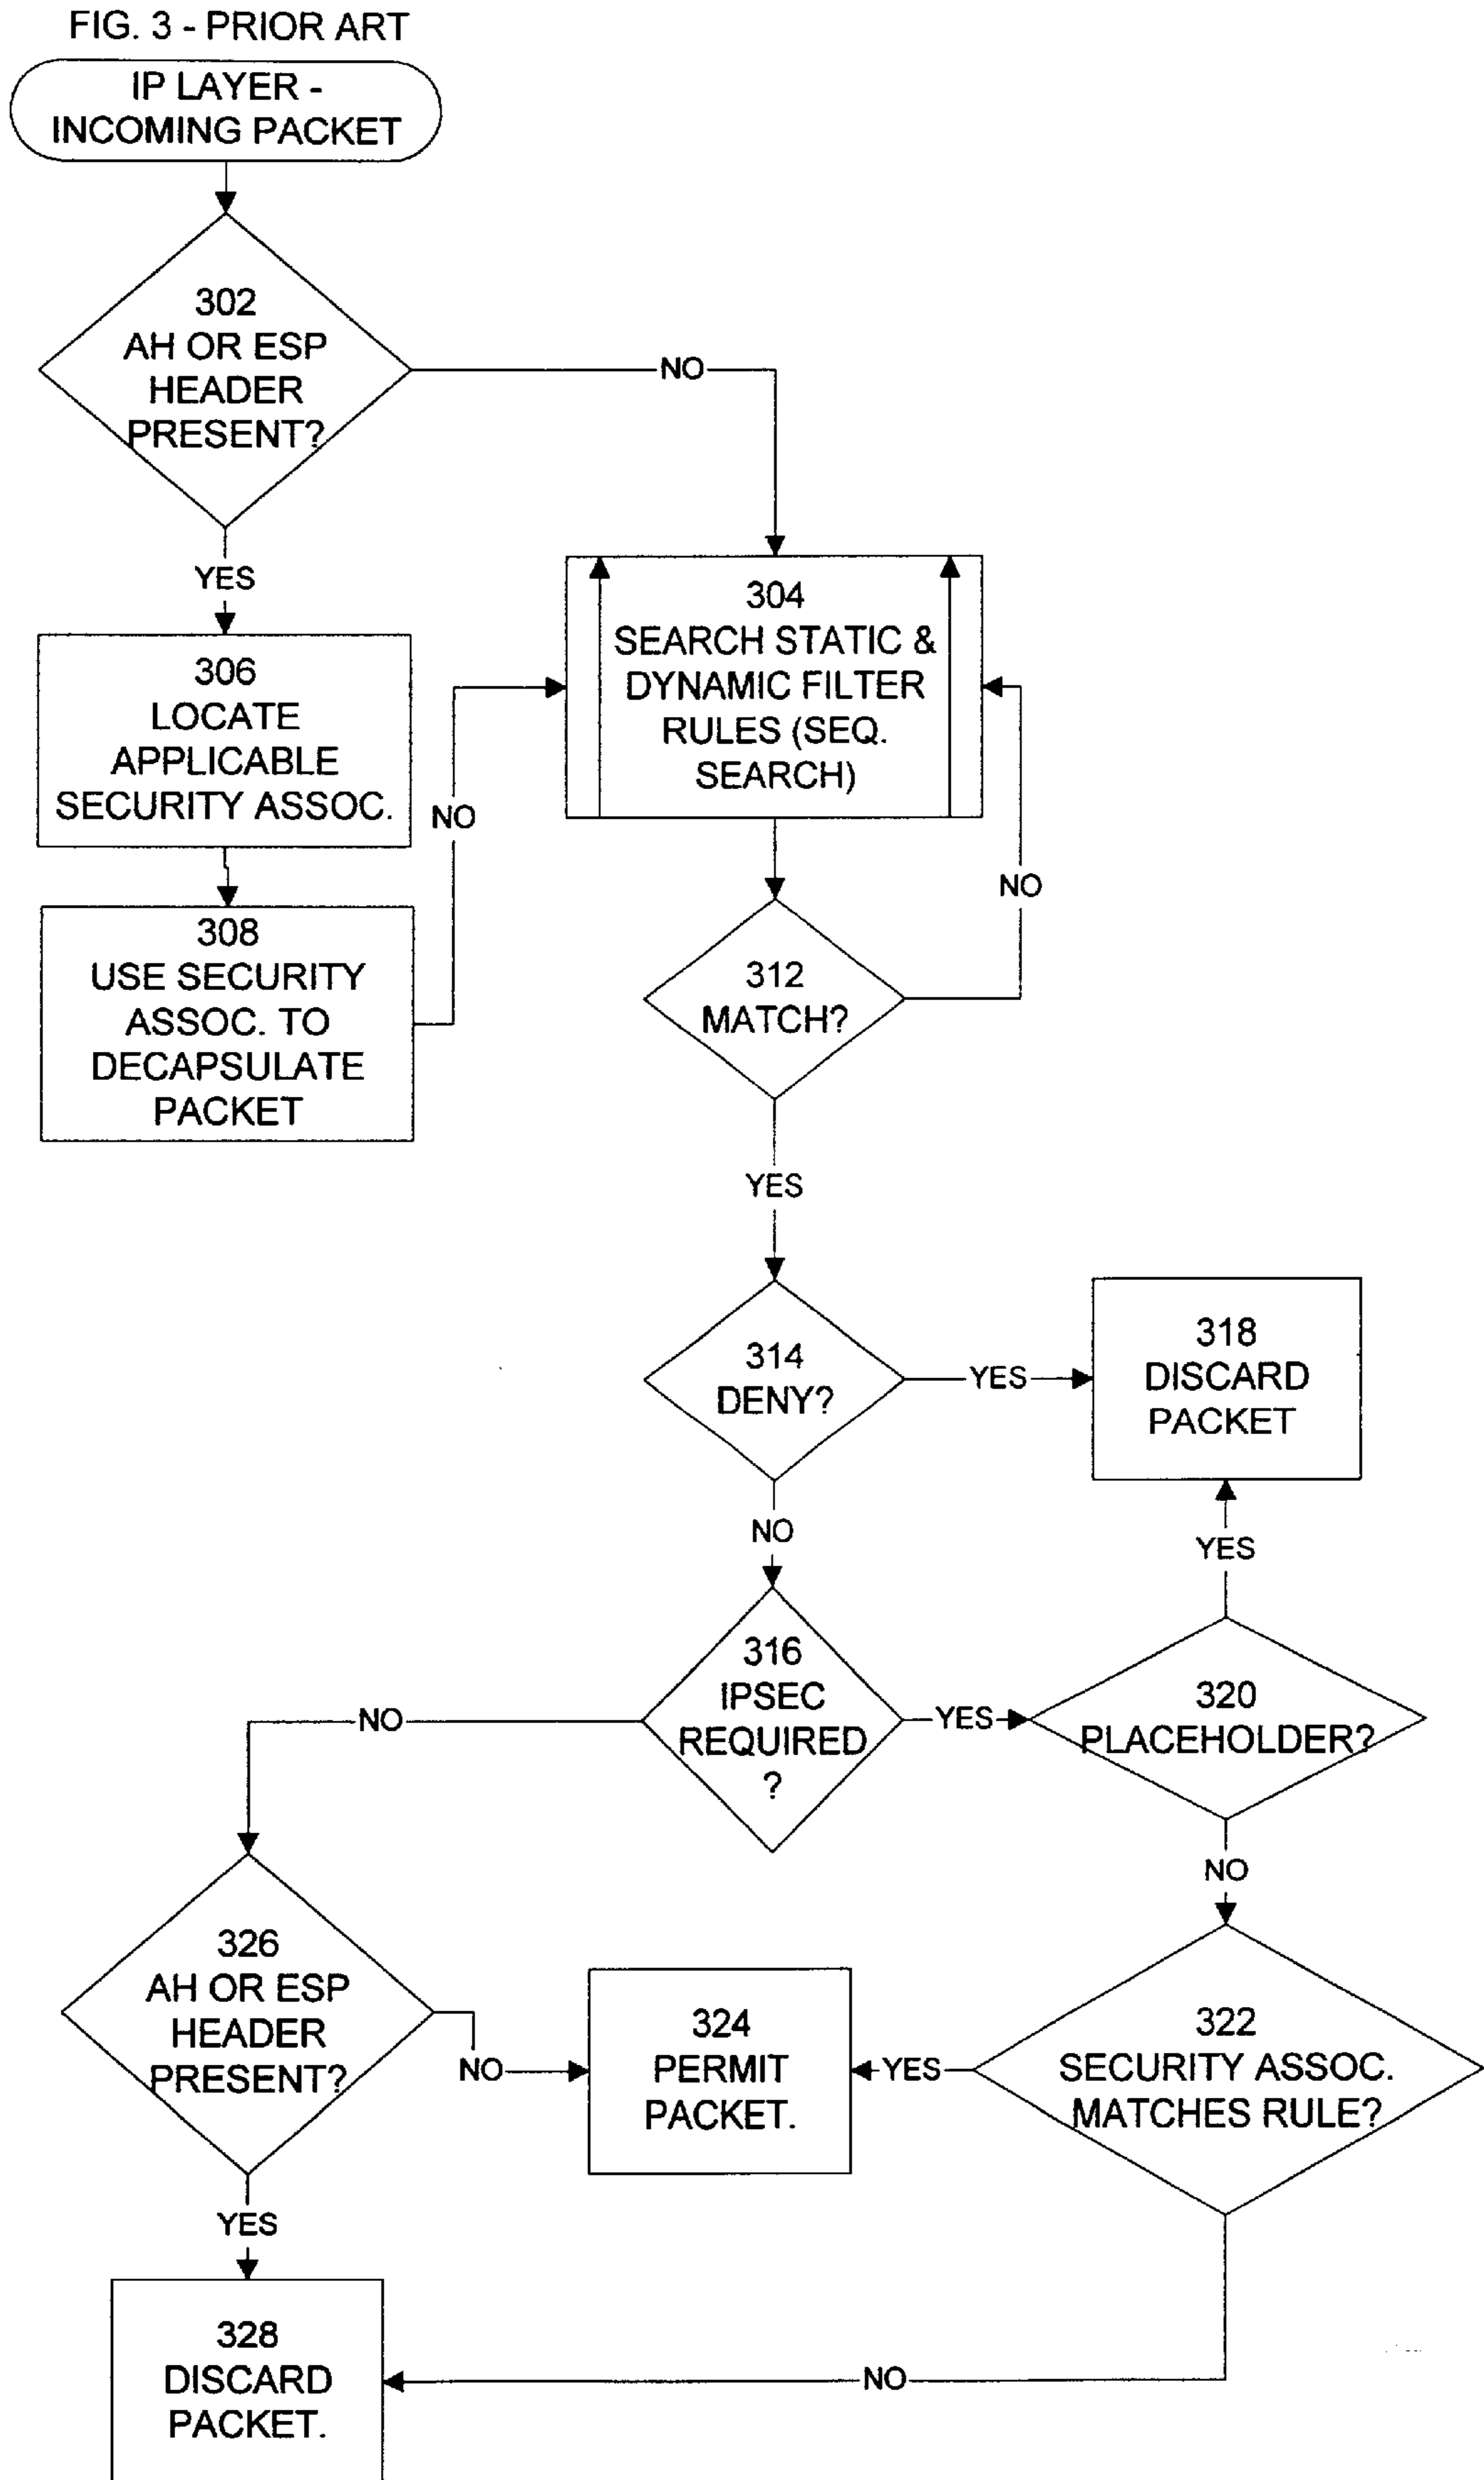 FIG. 3 - PRIOR ART
IP LAYER -
INCOMING PACKET
302
AH OR ESP
HEADER
PRESENT?
NO
YES
304
SEARCH STATIC &
DYNAMIC FILTER
RULES (SEQ.
SEARCH)
306
LOCATE
APPLICABLE
SECURITY ASSOC.
NO
NO
308
USE SECURITY
ASSOC. TO
DECAPSULATE
PACKET
312
MATCH?
YES
314
DENY?
YES
318
DISCARD
PACKET
NO
YES
316
IPSEC
REQUIRED
?
NO
YES
320
PLACEHOLDER?
NO
326
AH OR ESP
HEADER
PRESENT?
NO
324
PERMIT
PACKET.
YES
322
SECURITY ASSOC.
MATCHES RULE?
YES
328
DISCARD
PACKET.
NO